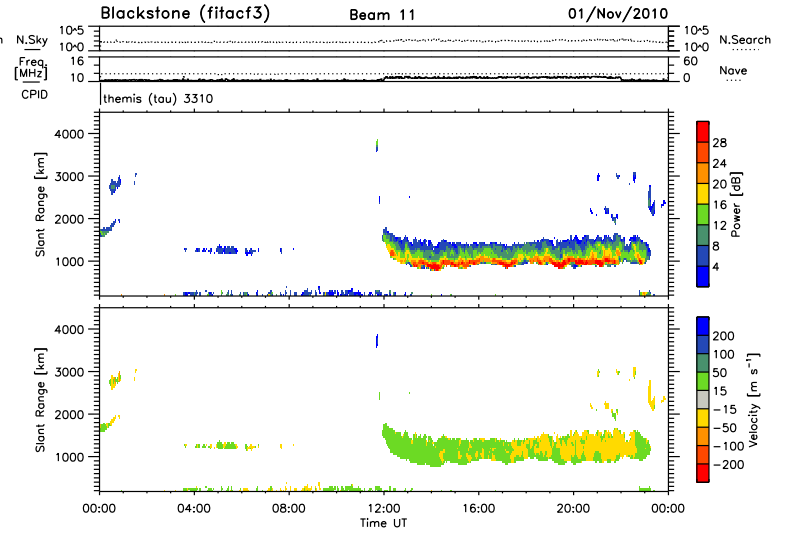 Blackstone (fitacf3) Beam 11 01/Nov/2010
N.Sky 10^5 10^5 N.Search
10^0 10^0
Freq. 16 60
[MHz] 10 0 Nave
CPID themis (tau) 3310
4000
3000
2000
1000
Slant Range [km]
28
24
20
16
12
8
4
Power [dB]
4000
3000
2000
1000
Slant Range [km]
200
100
50
15
-15
-50
-100
-200
Velocity [m s^-1]
00:00 04:00 08:00 12:00 16:00 20:00 00:00
Time UT